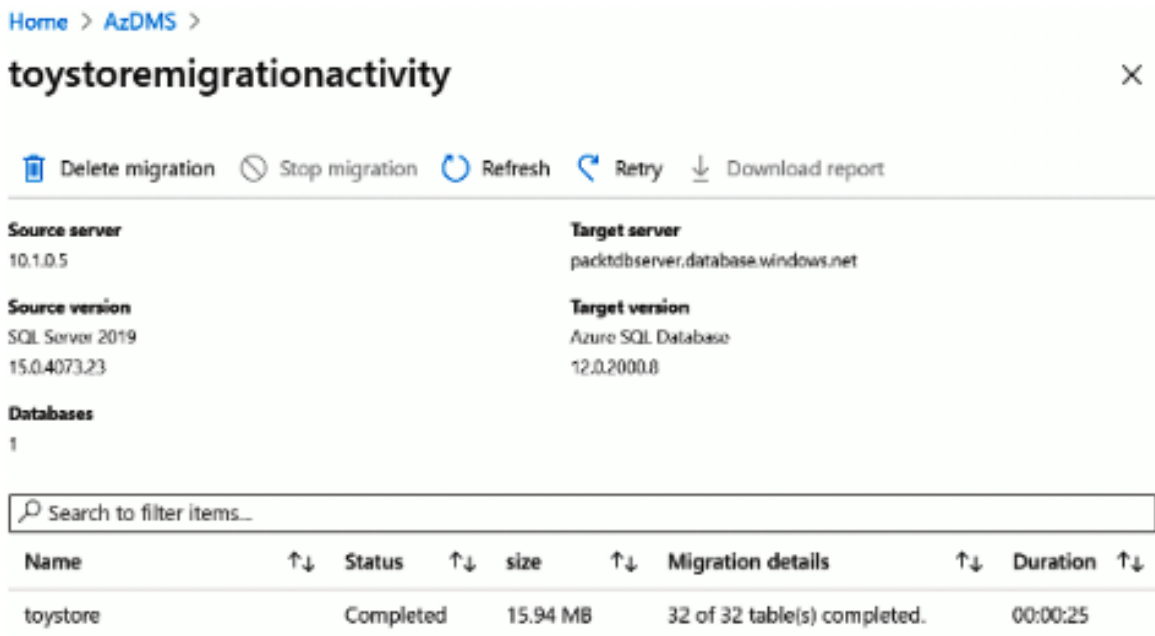 Home > AzDMS >
toystoremigrationactivity
Delete migration Stop migration Refresh Retry Download report
Source server Target server
10.1.0.5 packtdbserver.database.windows.net
Source version Target version
SQL Server 2019 Azure SQL Database
15.0.4073.23 12.0.2000.8
Databases
1
Search to filter items...
Name ↑↓ Status ↑↓ size ↑↓ Migration details ↑↓ Duration ↑↓
toystore Completed 15.94 MB 32 of 32 table(s) completed. 00:00:25